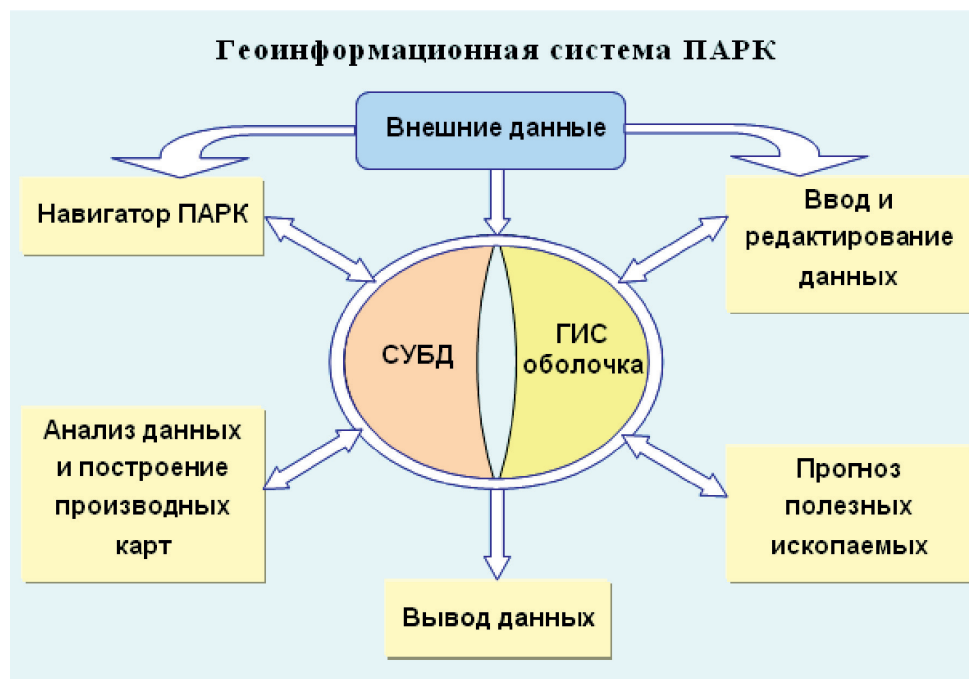 Геоинформационная система ПАРК
Внешние данные
Навигатор ПАРК
Ввод и
редактирование
данных
СУБД
ГИС
оболочка
Анализ данных
и построение
производных
карт
Прогноз
полезных
ископаемых
Вывод данных